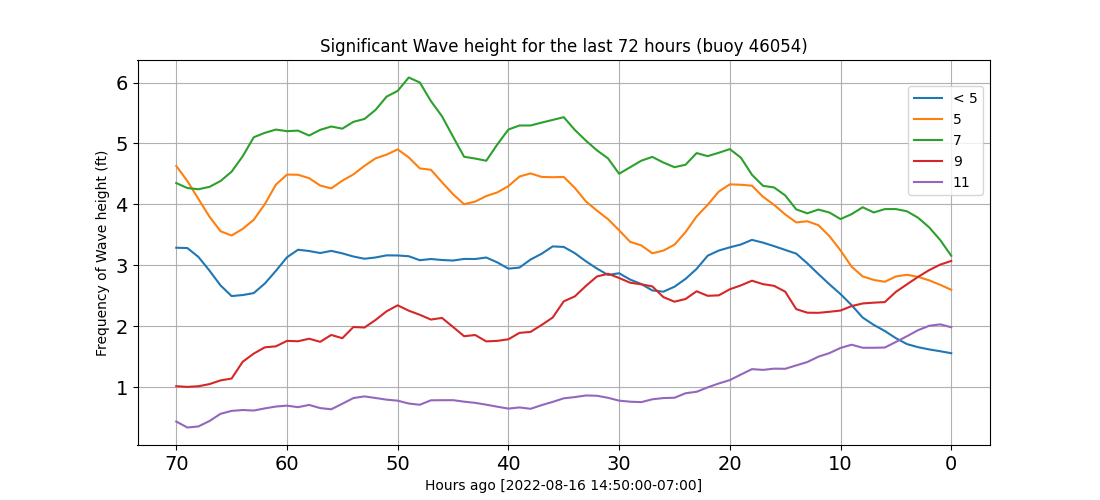 Significant Wave height for the last 72 hours (buoy 46054)
Frequency of Wave height (ft)
6
5
4
3
2
1
< 5
5
7
9
11
70 60 50 40 30 20 10 0
Hours ago [2022-08-16 14:50:00-07:00]